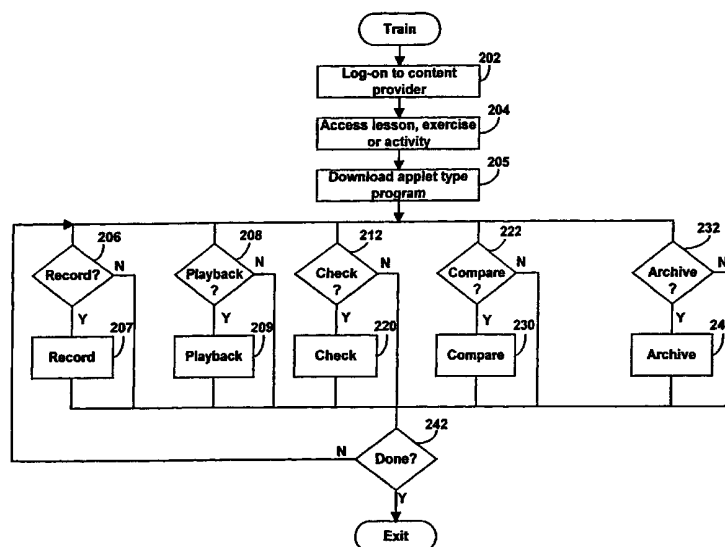 Train
202
Log-on to content
provider
204
Access lesson, exercise
or activity
205
Download applet type
program
206
208
212
222
232
Record?
N
Playback
?
N
Check
?
N
Compare
?
N
Archive
?
N
Y
Y
Y
Y
Y
207
209
220
230
24
Record
Playback
Check
Compare
Archive
242
N
Done?
Y
Exit